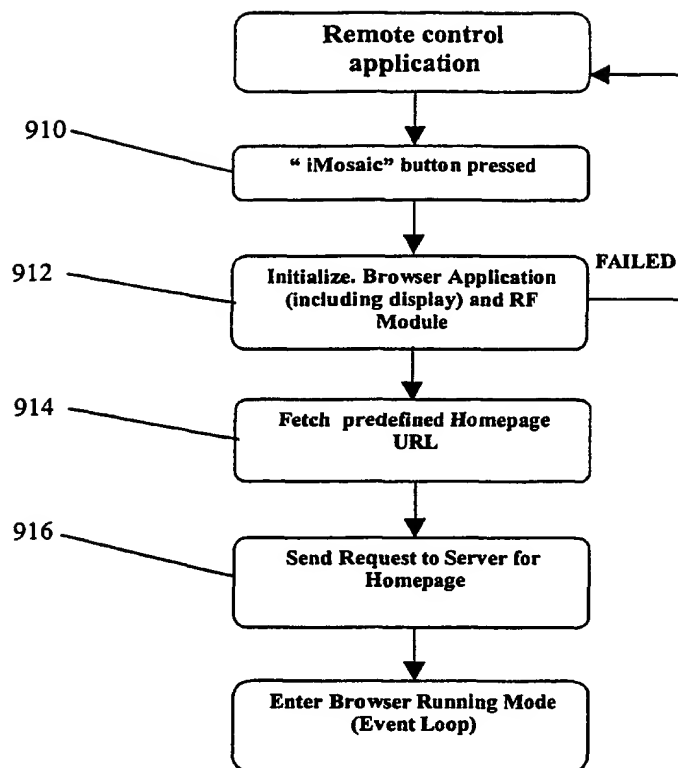 Remote control
application
910
“ iMosaic” button pressed
912
Initialize. Browser Application
(including display) and RF
Module
FAILED
914
Fetch predefined Homepage
URL
916
Send Request to Server for
Homepage
Enter Browser Running Mode
(Event Loop)